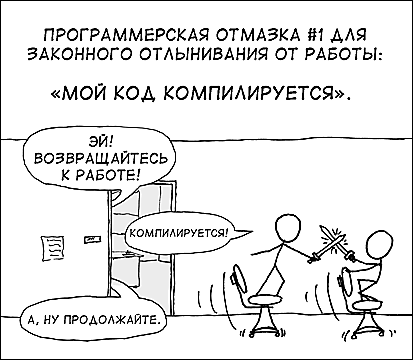 ПРОГРАММЕРСКАЯ ОТМАЗКА #1 ДЛЯ
ЗАКОННОГО ОТЛЫНИВАНИЯ ОТ РАБОТЫ:
«МОЙ КОД КОМПИЛИРУЕТСЯ».
ЭЙ!
ВОЗВРАЩАЙТЕСЬ
К РАБОТЕ!
КОМПИЛИРУЕТСЯ!
А, НУ ПРОДОЛЖАЙТЕ.